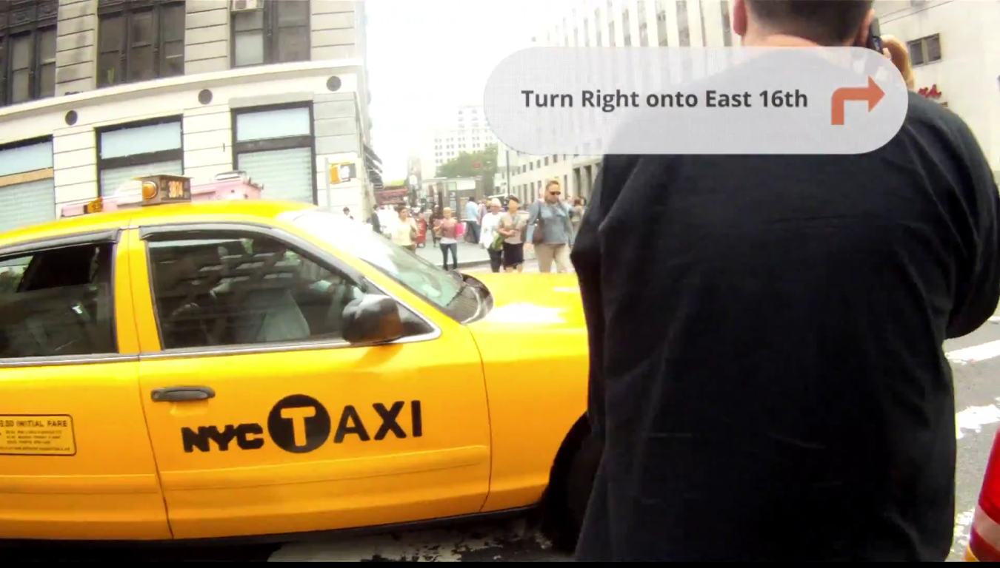 Turn Right onto East 16th
NYC TAXI
INITIAL FARE